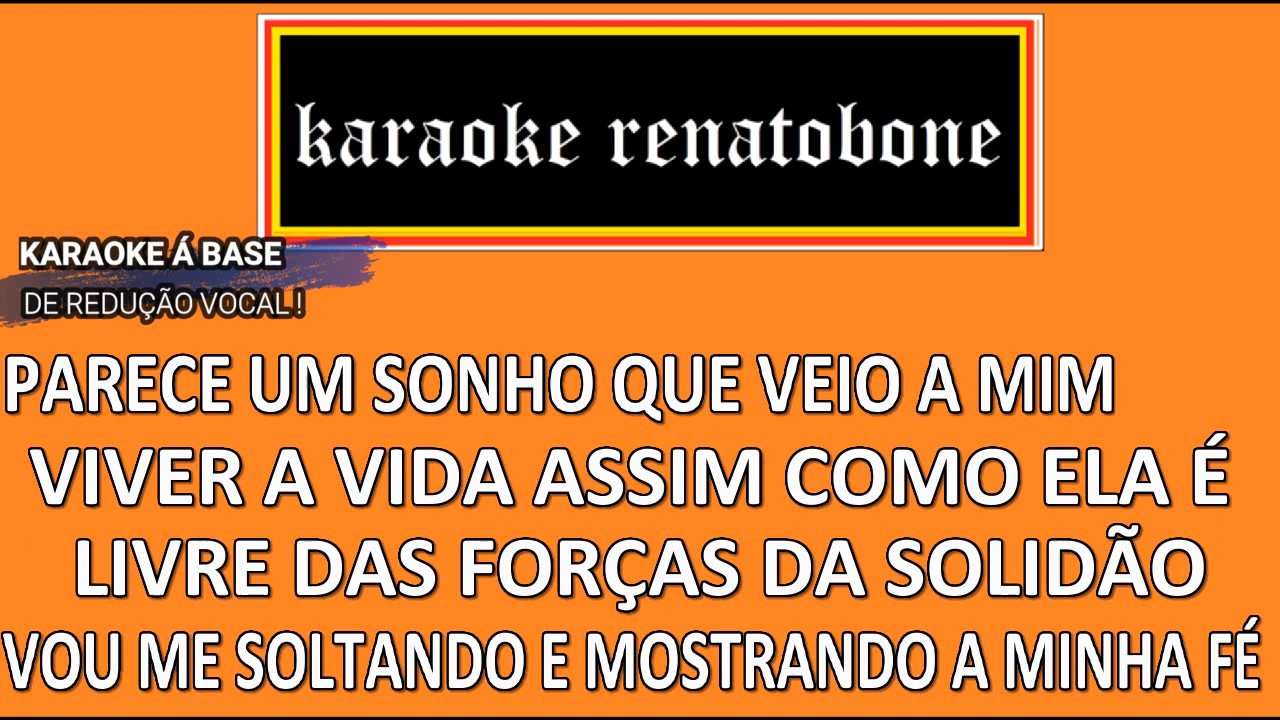 karaoke renatobone
KARAOKE Á BASE
DE REDUÇÃO VOCAL !
PARECE UM SONHO QUE VEIO A MIM
VIVER A VIDA ASSIM COMO ELA É
LIVRE DAS FORÇAS DA SOLIDÃO
VOU ME SOLTANDO E MOSTRANDO A MINHA FÉ